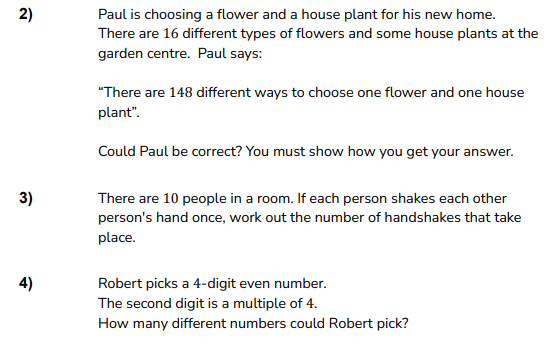 2) Paul is choosing a flower and a house plant for his new home.
There are 16 different types of flowers and some house plants at the
garden centre. Paul says:
“There are 148 different ways to choose one flower and one house
plant”.
Could Paul be correct? You must show how you get your answer.
3) There are 10 people in a room. If each person shakes each other
person's hand once, work out the number of handshakes that take
place.
4) Robert picks a 4-digit even number.
The second digit is a multiple of 4.
How many different numbers could Robert pick?